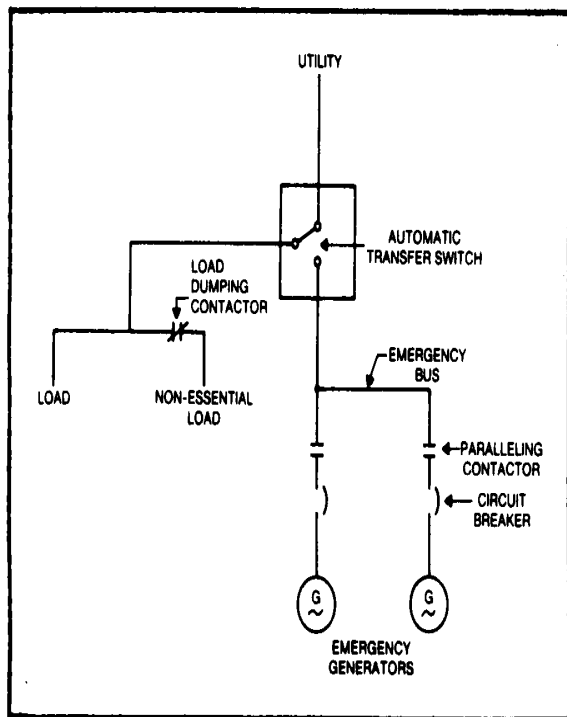 UTILITY
AUTOMATIC
TRANSFER SWITCH
LOAD
DUMPING
CONTACTOR
EMERGENCY
BUS
LOAD
NON-ESSENTIAL
LOAD
PARALLELING
CONTACTOR
CIRCUIT
BREAKER
G
~
G
~
EMERGENCY
GENERATORS